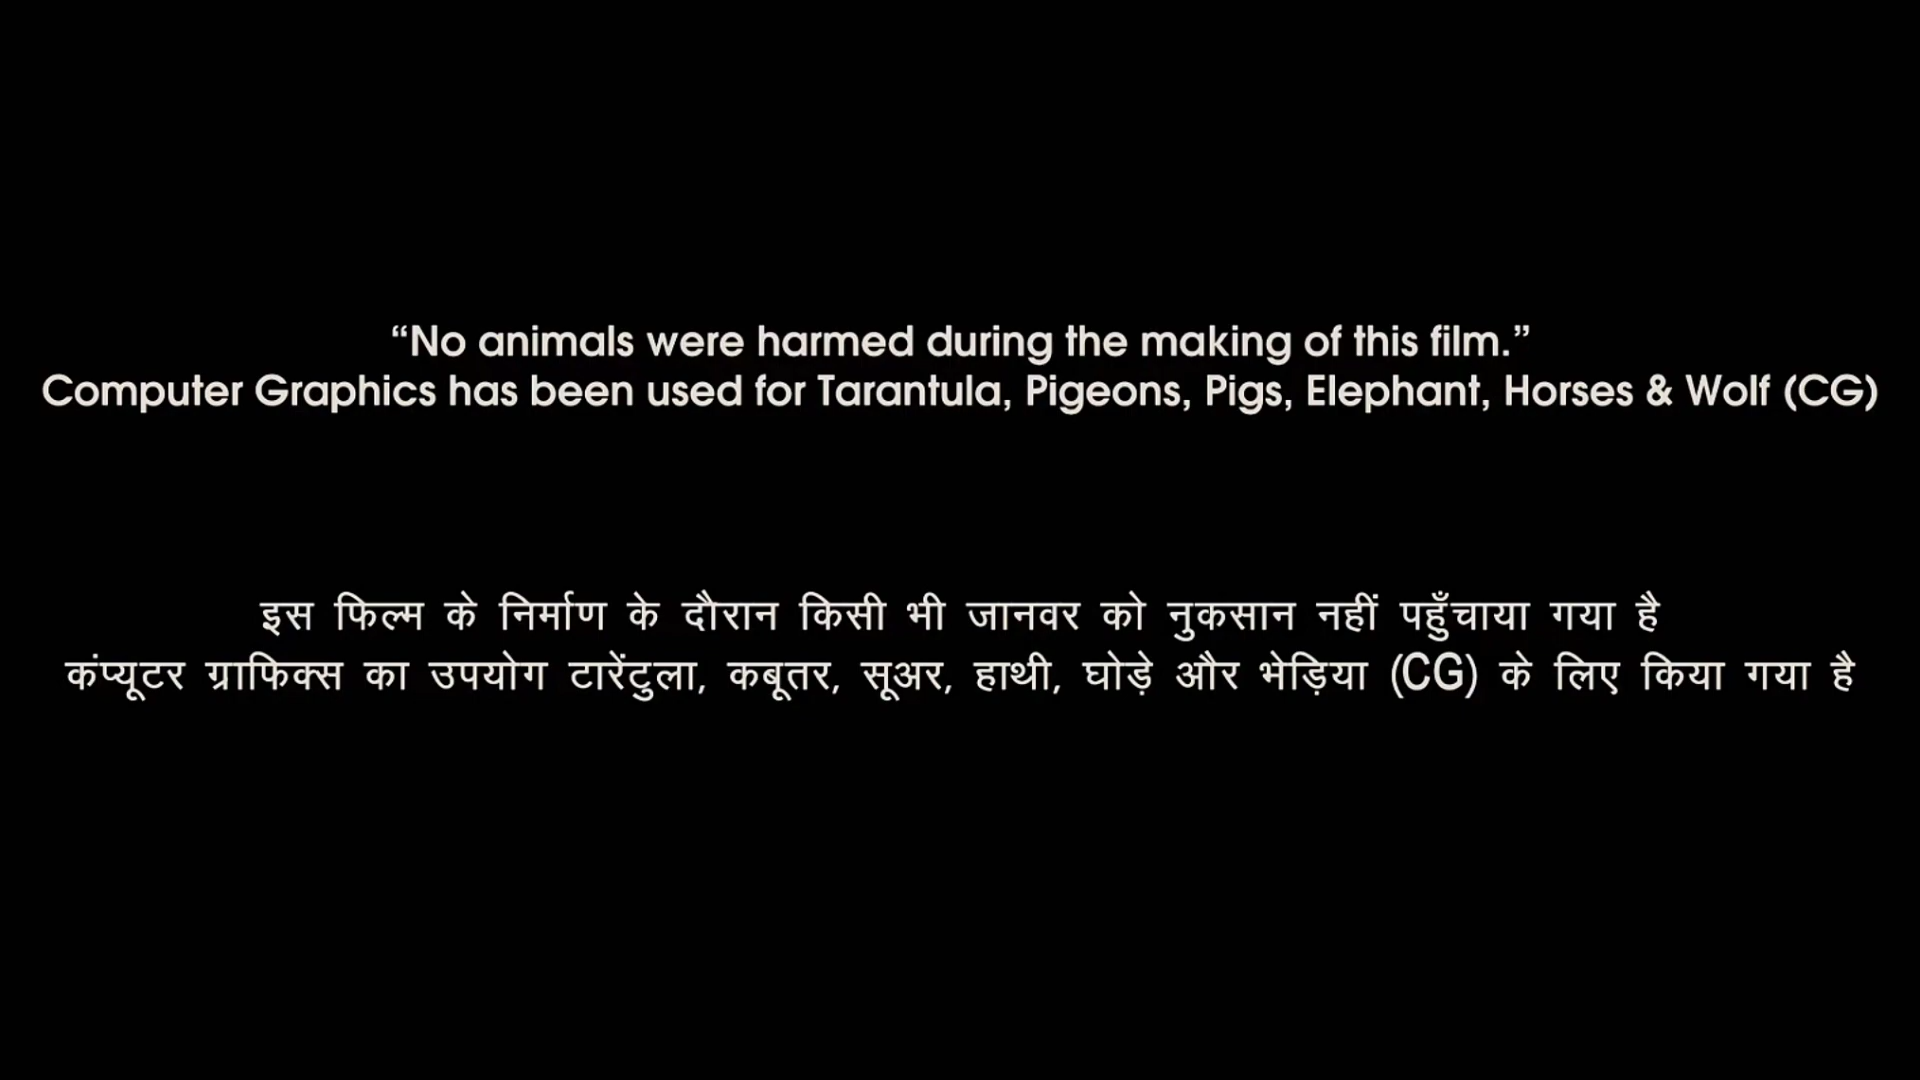 “No animals were harmed during the making of this film.”
Computer Graphics has been used for Tarantula, Pigeons, Pigs, Elephant, Horses & Wolf (CG)
इस फिल्म के निर्माण के दौरान किसी भी जानवर को नुकसान नहीं पहुँचाया गया है
कंप्यूटर ग्राफिक्स का उपयोग टारेंटुला, कबूतर, सूअर, हाथी, घोड़े और भेड़िया (CG) के लिए किया गया है